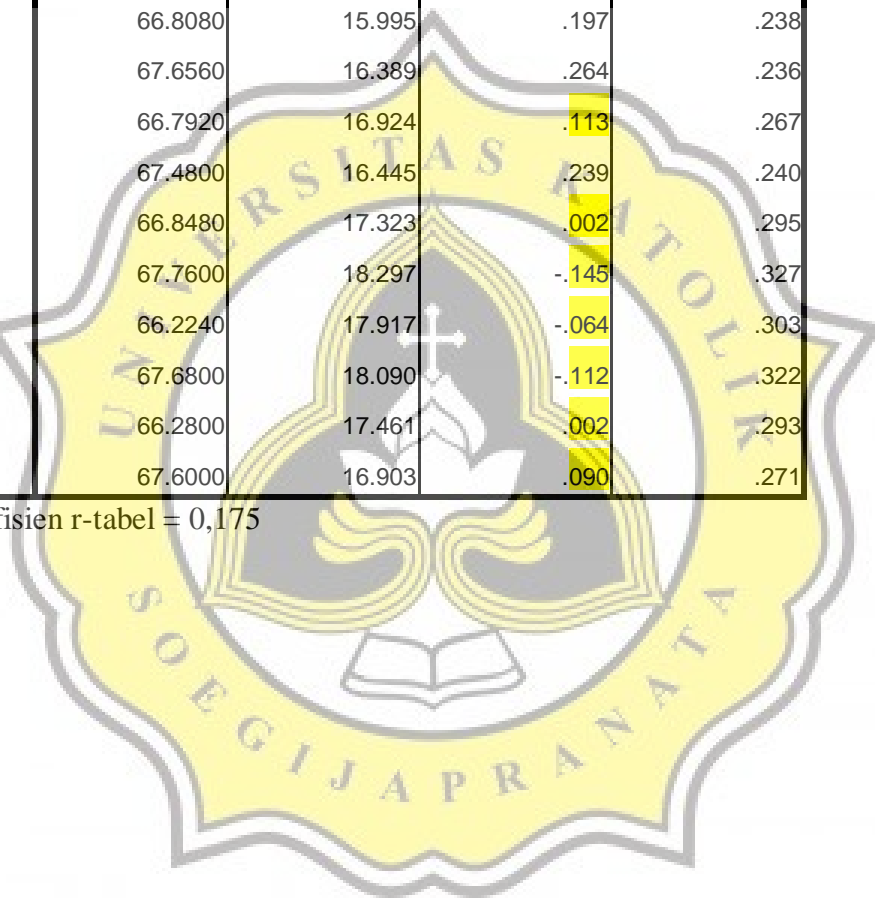 66.8080 15.995 .197 .238
67.6560 16.389 .264 .236
66.7920 16.924 .113 .267
67.4800 16.445 .239 .240
66.8480 17.323 .002 .295
67.7600 18.297 -.145 .327
66.2240 17.917 -.064 .303
67.6800 18.090 -.112 .322
66.2800 17.461 .002 .293
67.6000 16.903 .090 .271
fisien r-tabel = 0,175
UNIVERSITAS KATOLIK
SOEGIJAPRANATA